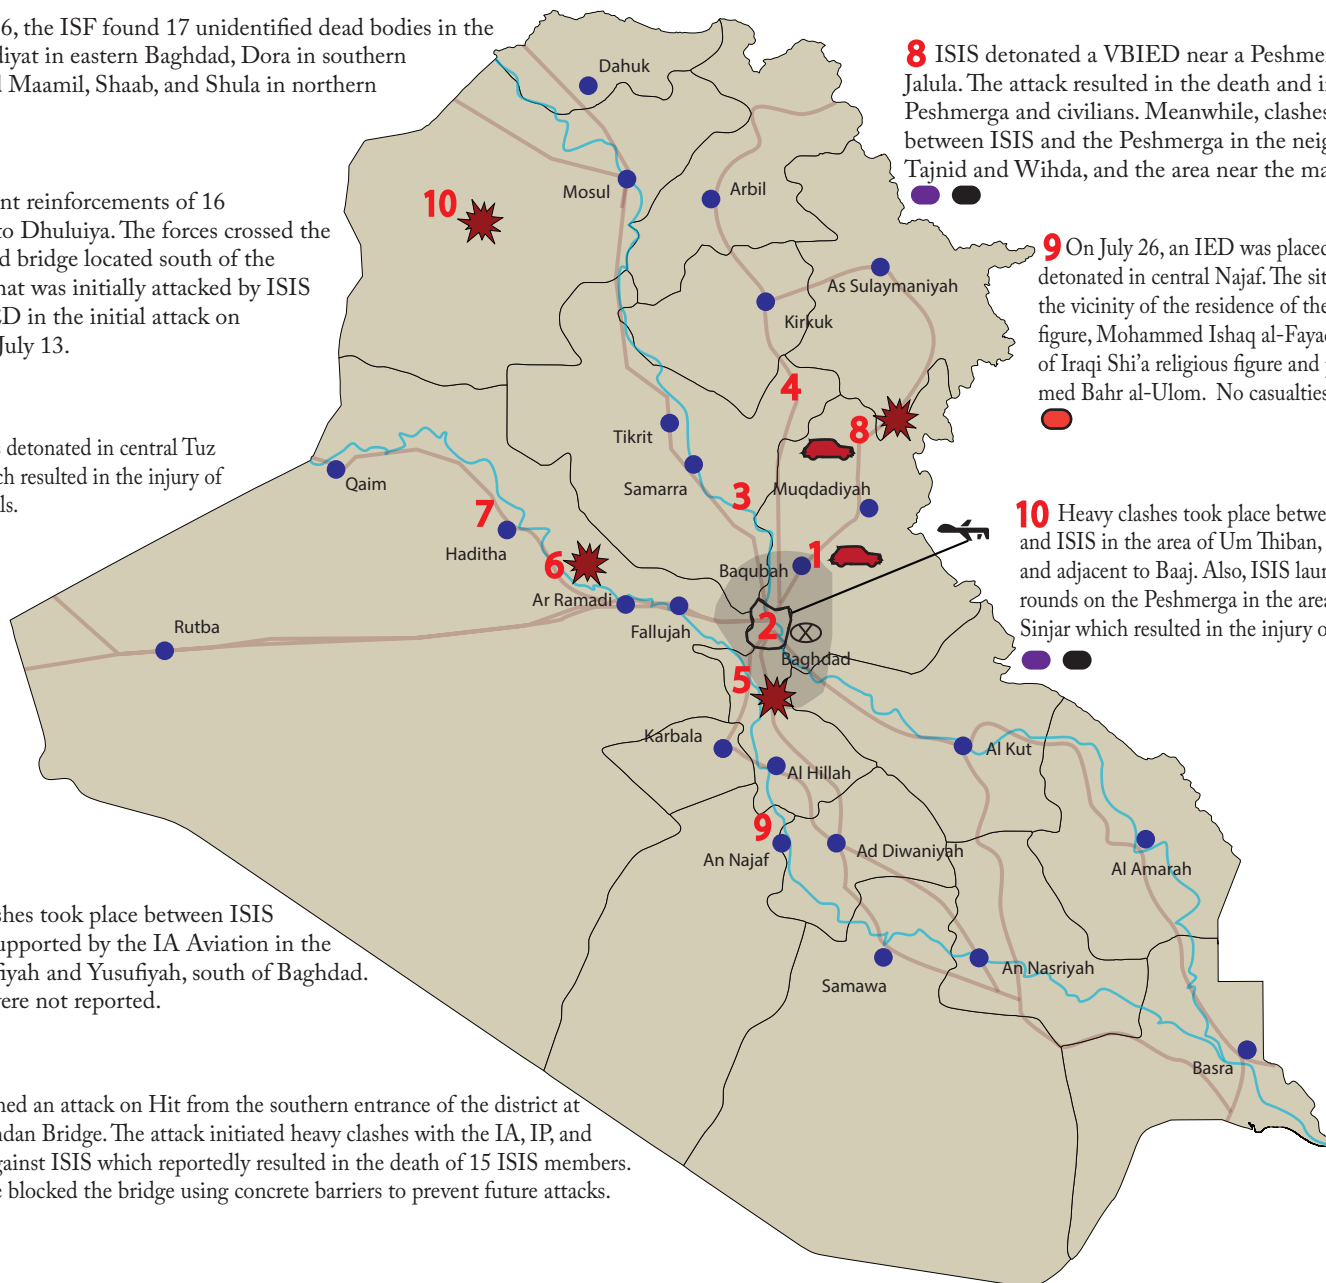 6, the ISF found 17 unidentified dead bodies in the
diyat in eastern Baghdad, Dora in southern
Maamil, Shaab, and Shula in northern
nt reinforcements of 16
to Dhuluiya. The forces crossed the
d bridge located south of the
hat was initially attacked by ISIS
ED in the initial attack on
July 13.
s detonated in central Tuz
ch resulted in the injury of
ls.
shes took place between ISIS
upported by the IA Aviation in the
fiyah and Yusufiyah, south of Baghdad.
were not reported.
hed an attack on Hit from the southern entrance of the district at
ndan Bridge. The attack initiated heavy clashes with the IA, IP, and
gainst ISIS which reportedly resulted in the death of 15 ISIS members.
e blocked the bridge using concrete barriers to prevent future attacks.
8 ISIS detonated a VBIED near a Peshmer
Jalula. The attack resulted in the death and i
Peshmerga and civilians. Meanwhile, clashes
between ISIS and the Peshmerga in the neig
Tajnid and Wihda, and the area near the ma
9 On July 26, an IED was placed
detonated in central Najaf. The sit
the vicinity of the residence of the
figure, Mohammed Ishaq al-Faya
of Iraqi Shi'a religious figure and
med Bahr al-Ulom. No casualties
10 Heavy clashes took place betwe
and ISIS in the area of Um Thiban,
and adjacent to Baaj. Also, ISIS laun
rounds on the Peshmerga in the area
Sinjar which resulted in the injury o
Dahuk
Mosul
Arbil
10
As Sulaymaniyah
Kirkuk
4
8
Tikrit
Samarra
Muqdadiyah
3
Qaim
7
Haditha
6
Baqubah
1
Ar Ramadi
Fallujah
2
Baghdad
Rutba
5
Karbala
Al Hillah
Al Kut
9
An Najaf
Ad Diwaniyah
Al Amarah
Samawa
An Nasriyah
Basra